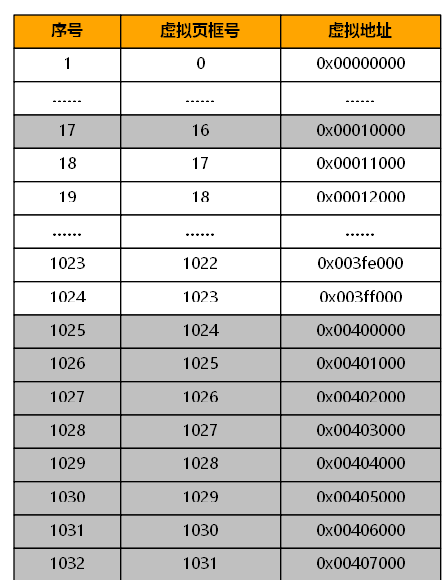 序号 虚拟页框号 虚拟地址
1 0 0x00000000
...... ...... ......
17 16 0x00010000
18 17 0x00011000
19 18 0x00012000
...... ...... ......
1023 1022 0x003fe000
1024 1023 0x003ff000
1025 1024 0x00400000
1026 1025 0x00401000
1027 1026 0x00402000
1028 1027 0x00403000
1029 1028 0x00404000
1030 1029 0x00405000
1031 1030 0x00406000
1032 1031 0x00407000